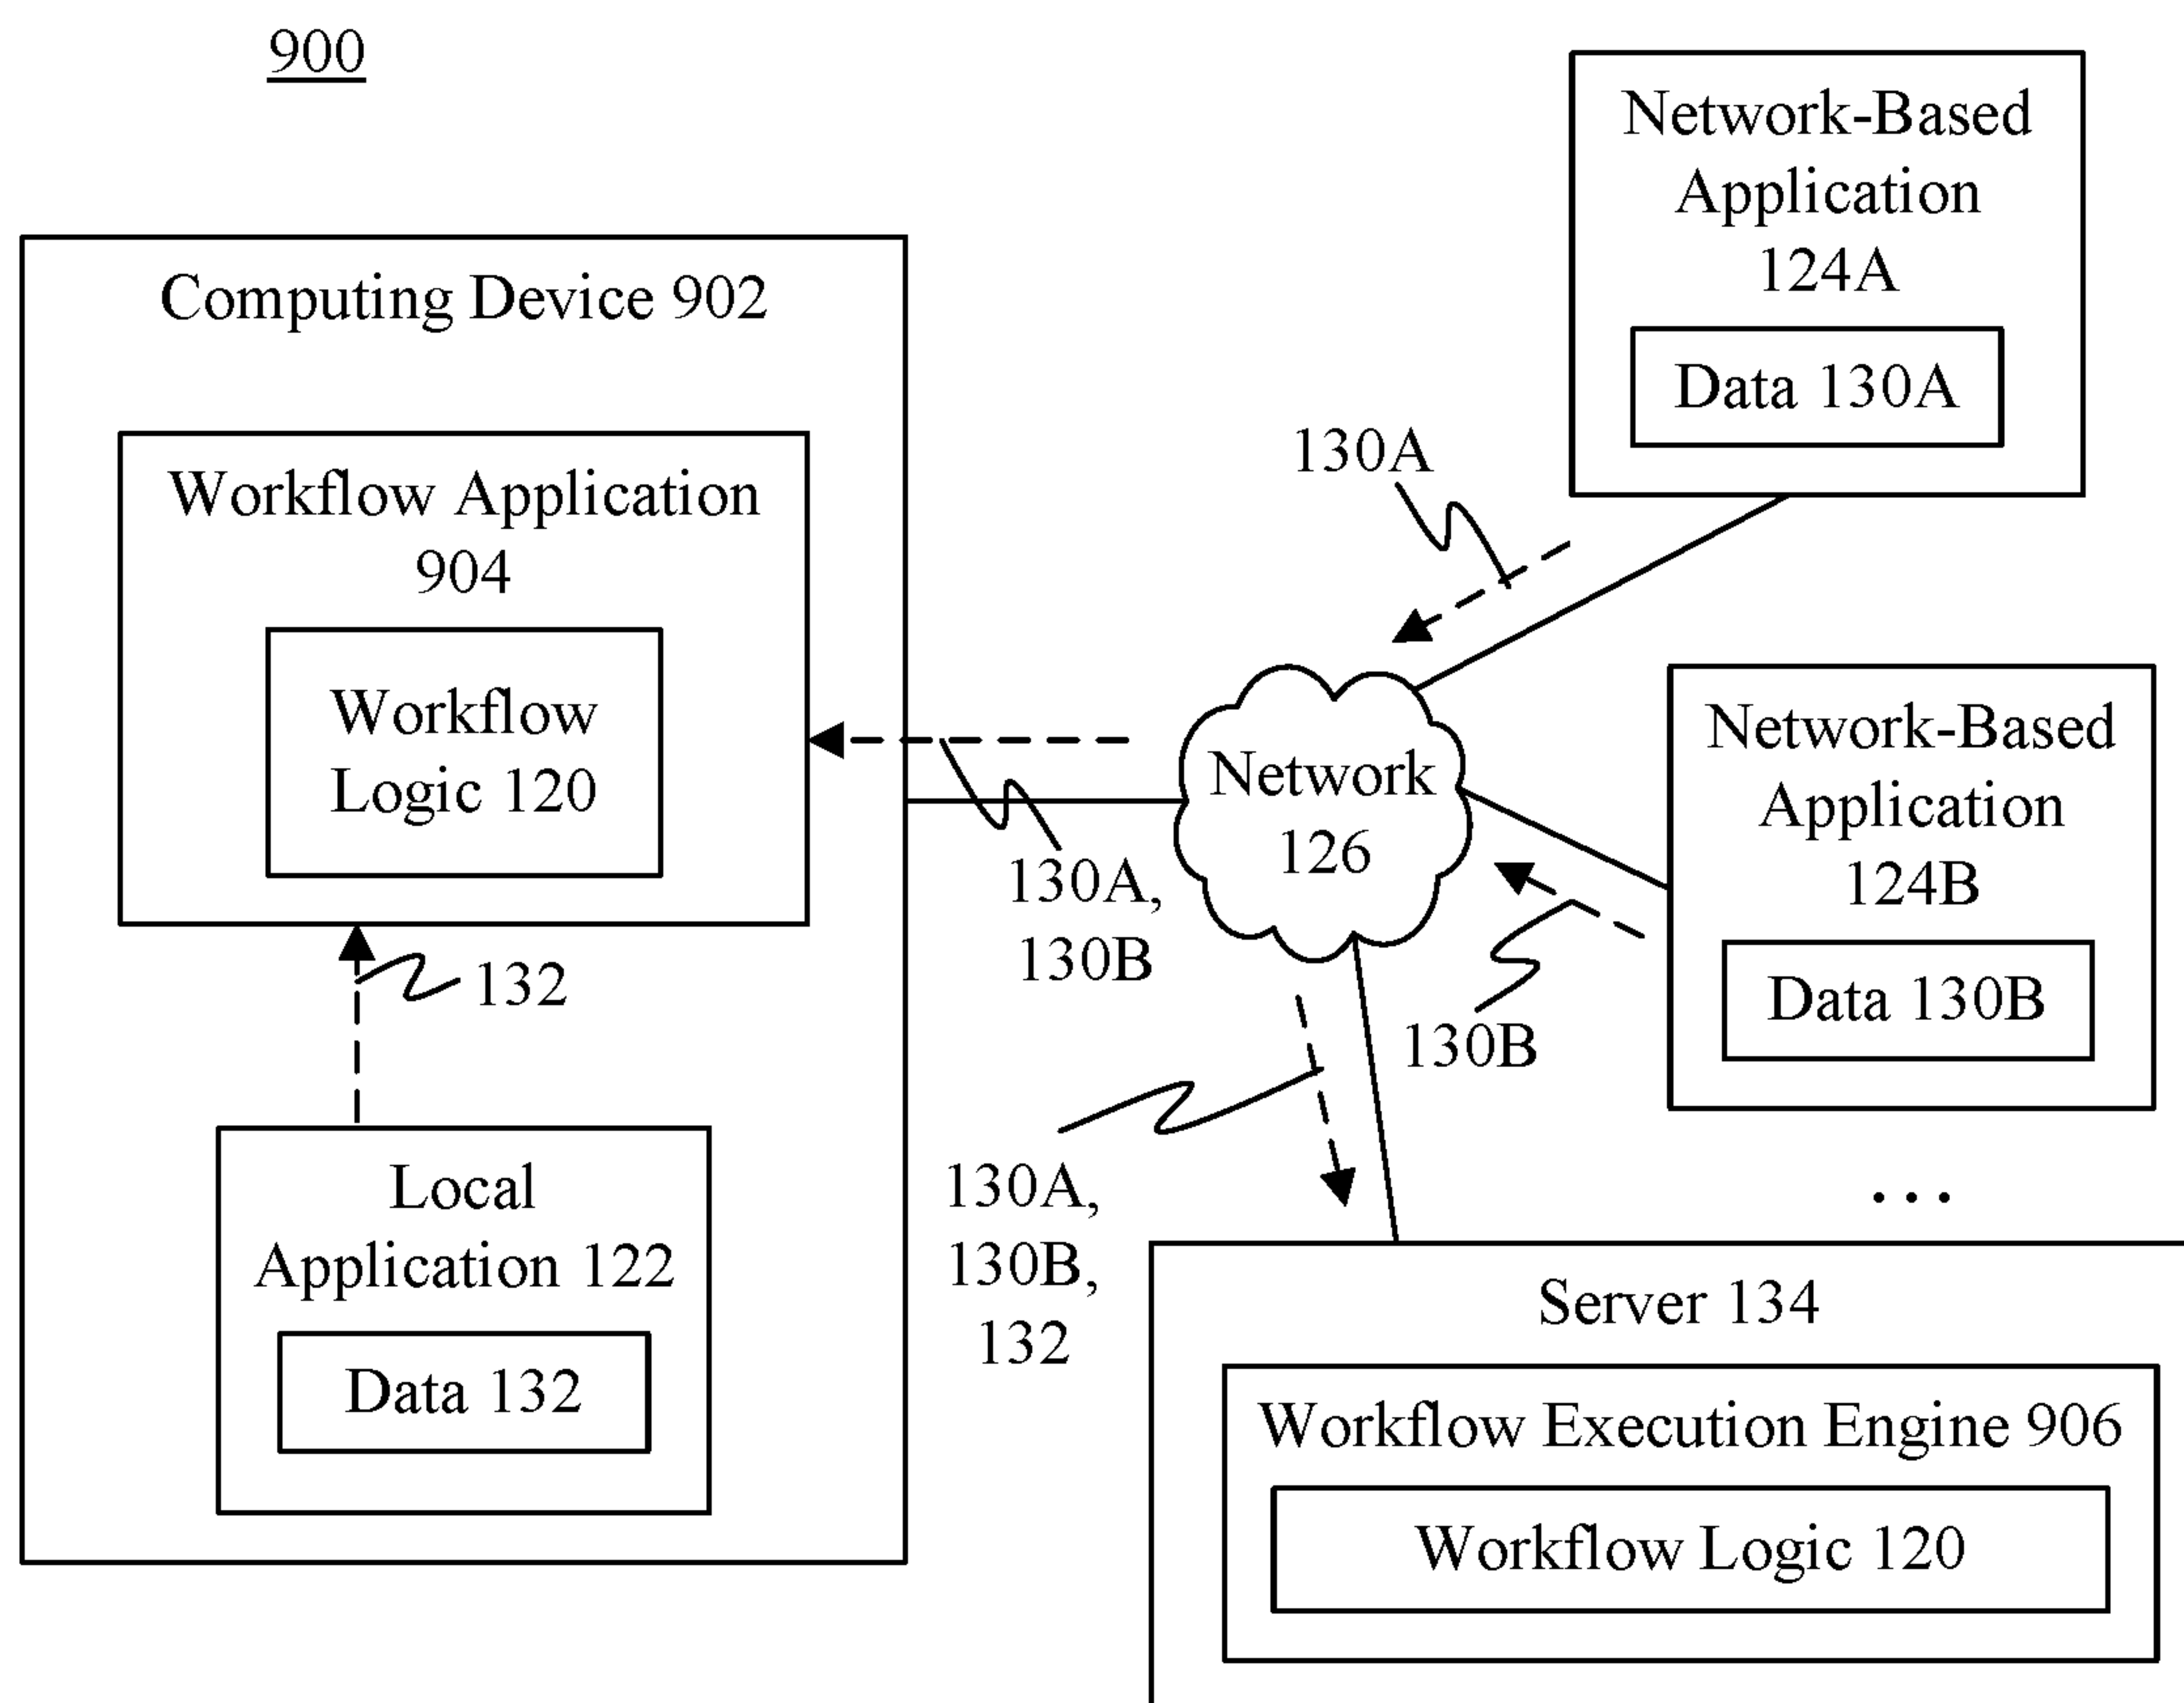 900
Computing Device 902
Workflow Application
904
Workflow
Logic 120
132
Local
Application 122
Data 132
130A,
130B
Network
126
130A
Network-Based
Application
124A
Data 130A
Network-Based
Application
124B
Data 130B
130B
130A,
130B,
132
...
Server 134
Workflow Execution Engine 906
Workflow Logic 120